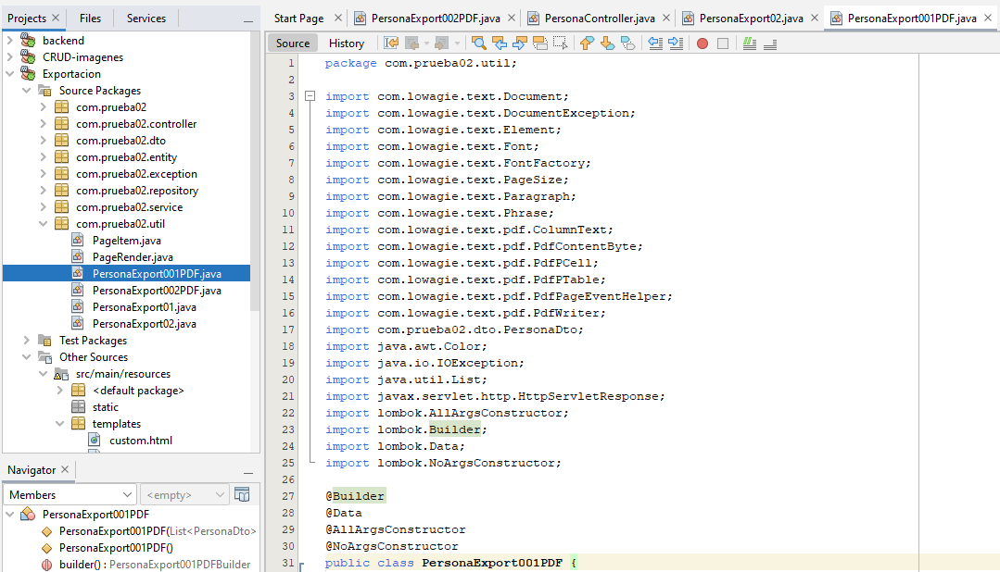 Projects
Files
Services
backend
CRUD-imagenes
Exportacion
Source Packages
com.prueba02
com.prueba02.controller
com.prueba02.dto
com.prueba02.entity
com.prueba02.exception
com.prueba02.repository
com.prueba02.service
com.prueba02.util
PageItem.java
PageRender.java
PersonaExport001PDF.java
PersonaExport002PDF.java
PersonaExport01.java
PersonaExport02.java
Test Packages
Other Sources
src/main/resources
<default package>
static
templates
custom.html
Navigator
Members
<empty>
PersonaExport001PDF
PersonaExport001PDF(List<PersonaDto>
PersonaExport001PDF()
builder() : PersonaExport001PDFBuilder
Start Page
PersonaExport002PDF.java
PersonaController.java
PersonaExport02.java
PersonaExport001PDF.java
Source
History
1 package com.prueba02.util;
2
3 import com.lowagie.text.Document;
4 import com.lowagie.text.DocumentException;
5 import com.lowagie.text.Element;
6 import com.lowagie.text.Font;
7 import com.lowagie.text.FontFactory;
8 import com.lowagie.text.PageSize;
9 import com.lowagie.text.Paragraph;
10 import com.lowagie.text.Phrase;
11 import com.lowagie.text.pdf.ColumnText;
12 import com.lowagie.text.pdf.PdfContentByte;
13 import com.lowagie.text.pdf.PdfPCell;
14 import com.lowagie.text.pdf.PdfPTable;
15 import com.lowagie.text.pdf.PdfPageEventHelper;
16 import com.lowagie.text.pdf.PdfWriter;
17 import com.prueba02.dto.PersonaDto;
18 import java.awt.Color;
19 import java.io.IOException;
20 import java.util.List;
21 import javax.servlet.http.HttpServletResponse;
22 import lombok.AllArgsConstructor;
23 import lombok.Builder;
24 import lombok.Data;
25 import lombok.NoArgsConstructor;
26
27 @Builder
28 @Data
29 @AllArgsConstructor
30 @NoArgsConstructor
31 public class PersonaExport001PDF {